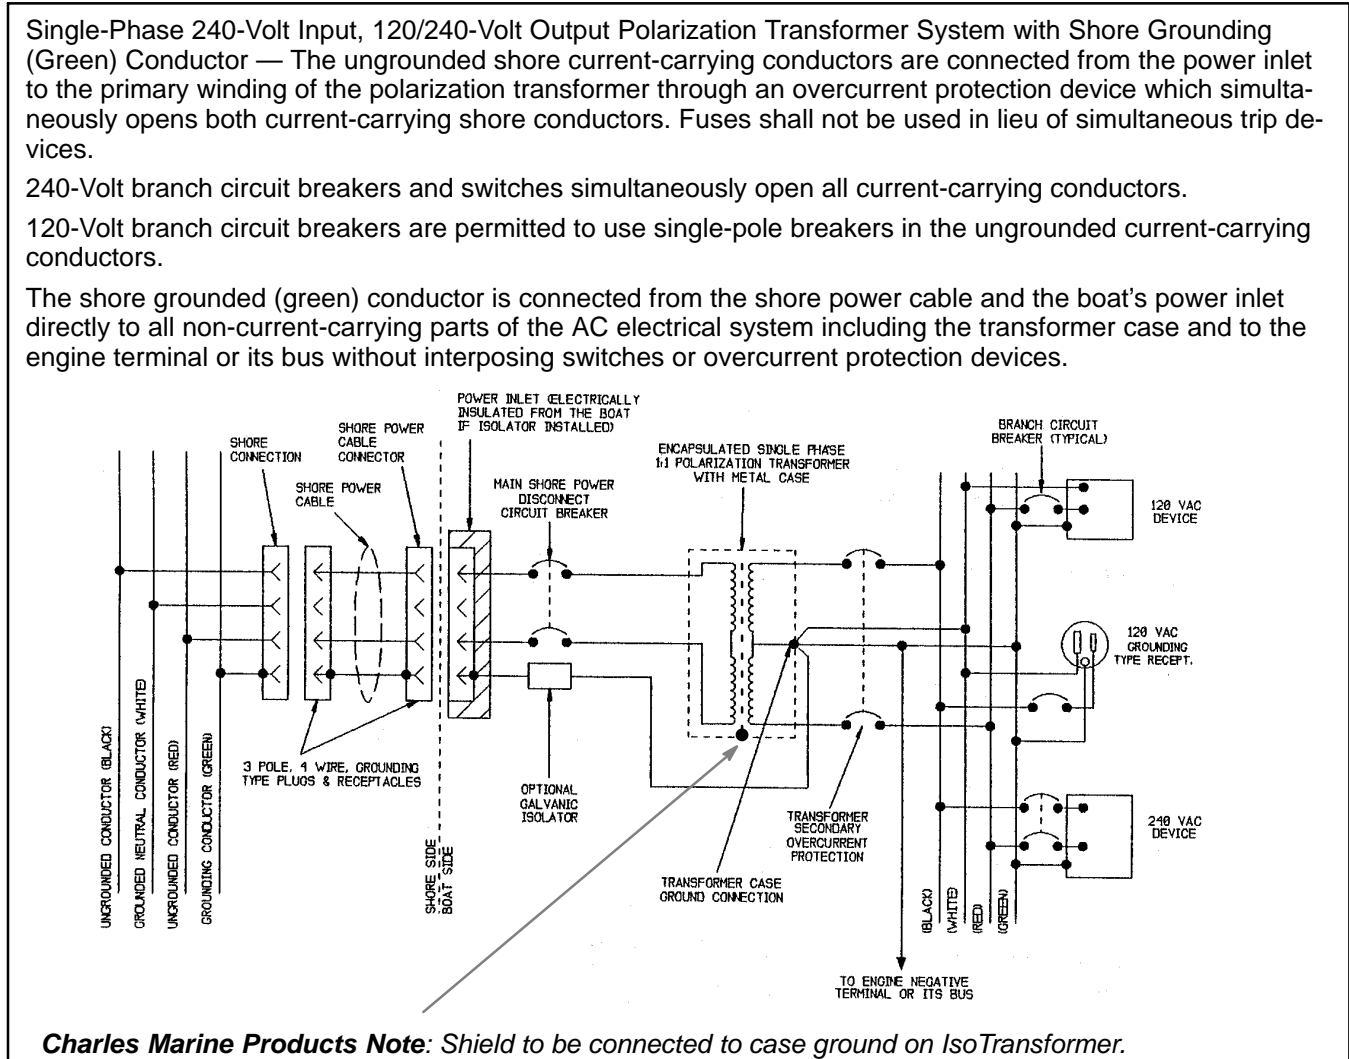 Single-Phase 240-Volt Input, 120/240-Volt Output Polarization Transformer System with Shore Grounding
(Green) Conductor — The ungrounded shore current-carrying conductors are connected from the power inlet
to the primary winding of the polarization transformer through an overcurrent protection device which simulta-
neously opens both current-carrying shore conductors. Fuses shall not be used in lieu of simultaneous trip de-
vices.
240-Volt branch circuit breakers and switches simultaneously open all current-carrying conductors.
120-Volt branch circuit breakers are permitted to use single-pole breakers in the ungrounded current-carrying
conductors.
The shore grounded (green) conductor is connected from the shore power cable and the boat's power inlet
directly to all non-current-carrying parts of the AC electrical system including the transformer case and to the
engine terminal or its bus without interposing switches or overcurrent protection devices.
POWER INLET (ELECTRICALLY
INSULATED FROM THE BOAT
IF ISOLATOR INSTALLED)
SHORE POWER
CABLE
CONNECTOR
SHORE
CONNECTION
SHORE POWER
CABLE
MAIN SHORE POWER
DISCONNECT
CIRCUIT BREAKER
ENCAPSULATED SINGLE PHASE
1:1 POLARIZATION TRANSFORMER
WITH METAL CASE
BRANCH CIRCUIT
BREAKER (TYPICAL)
120 VAC
DEVICE
120 VAC
GROUNDING
TYPE RECEPT.
240 VAC
DEVICE
3 POLE, 4 WIRE, GROUNDING
TYPE PLUGS & RECEPTACLES
OPTIONAL
GALVANIC
ISOLATOR
TRANSFORMER
SECONDARY
OVERCURRENT
PROTECTION
TRANSFORMER CASE
GROUND CONNECTION
UNGROUNDED CONDUCTOR (BLACK)
GROUNDED NEUTRAL CONDUCTOR (WHITE)
UNGROUNDED CONDUCTOR (RED)
GROUNDING CONDUCTOR (GREEN)
SHORE SIDE
BOAT SIDE
(BLACK)
(WHITE)
(RED)
(GREEN)
TO ENGINE NEGATIVE
TERMINAL OR ITS BUS
Charles Marine Products Note: Shield to be connected to case ground on IsoTransformer.